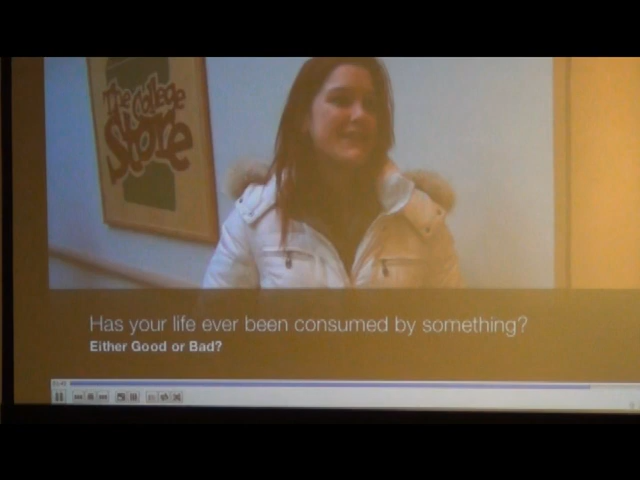 The College
Store
Has your life ever been consumed by something?
Either Good or Bad?